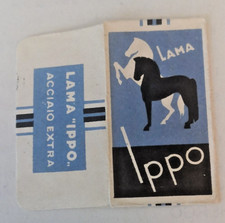 LAMA "IPPO„
ACCIAIO EXTRA
LAMA
Ippo